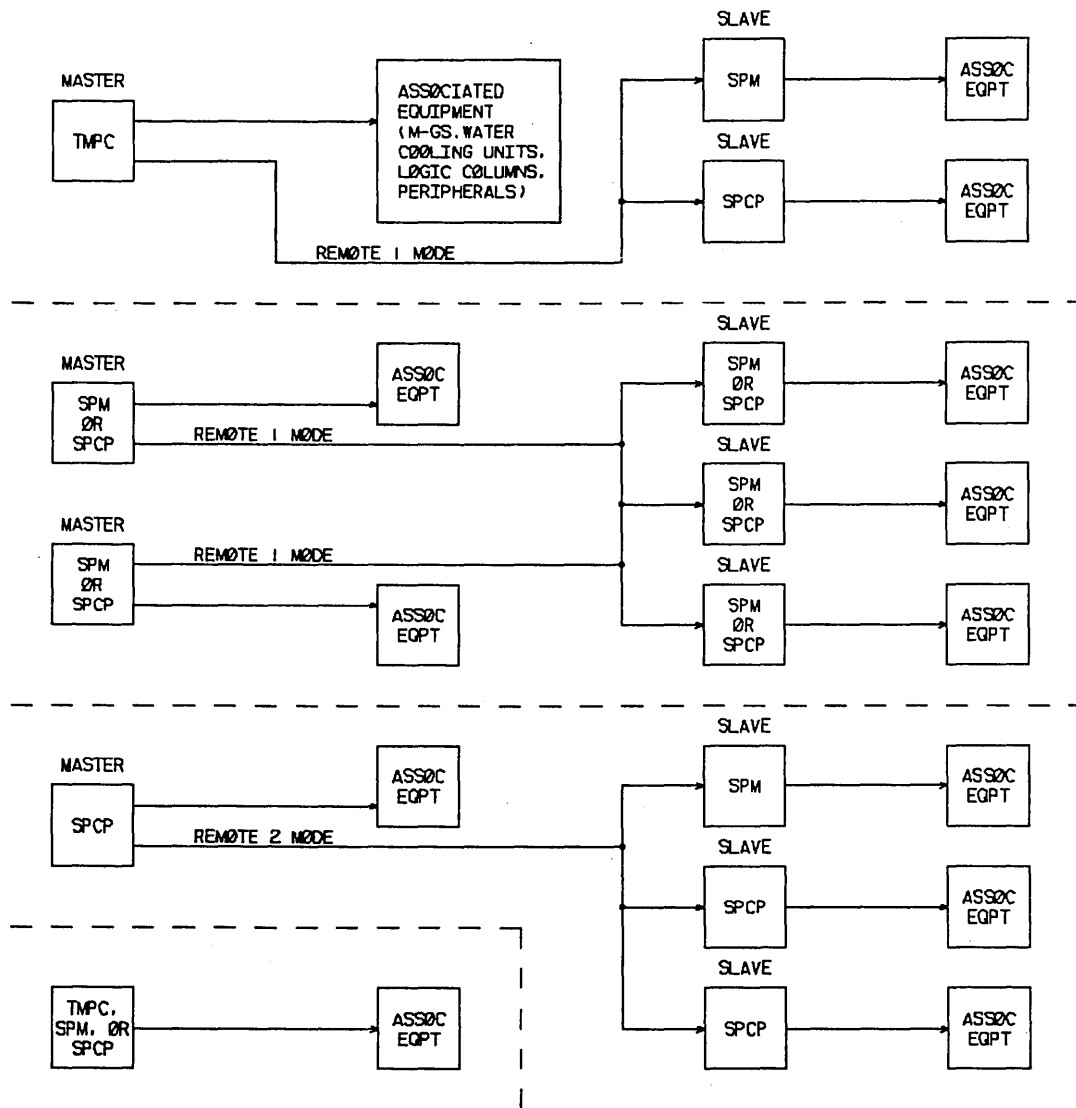 MASTER
TMPC
ASSØCIATED
EQUIPMENT
(M-GS.WATER
CØØLING UNITS.
LØGIC CØLUMNS.
PERIPHERALS)
REMØTE 1 MØDE
SLAVE
SPM
ASSØC
EQPT
SLAVE
SPCP
ASSØC
EQPT
MASTER
SPM
ØR
SPCP
ASSØC
EQPT
REMØTE 1 MØDE
MASTER
SPM
ØR
SPCP
REMØTE 1 MØDE
ASSØC
EQPT
SLAVE
SPM
ØR
SPCP
ASSØC
EQPT
SLAVE
SPM
ØR
SPCP
ASSØC
EQPT
SLAVE
SPM
ØR
SPCP
ASSØC
EQPT
MASTER
SPCP
ASSØC
EQPT
REMØTE 2 MØDE
SLAVE
SPM
ASSØC
EQPT
SLAVE
SPCP
ASSØC
EQPT
SLAVE
SPCP
ASSØC
EQPT
TMPC.
SPM. ØR
SPCP
ASSØC
EQPT